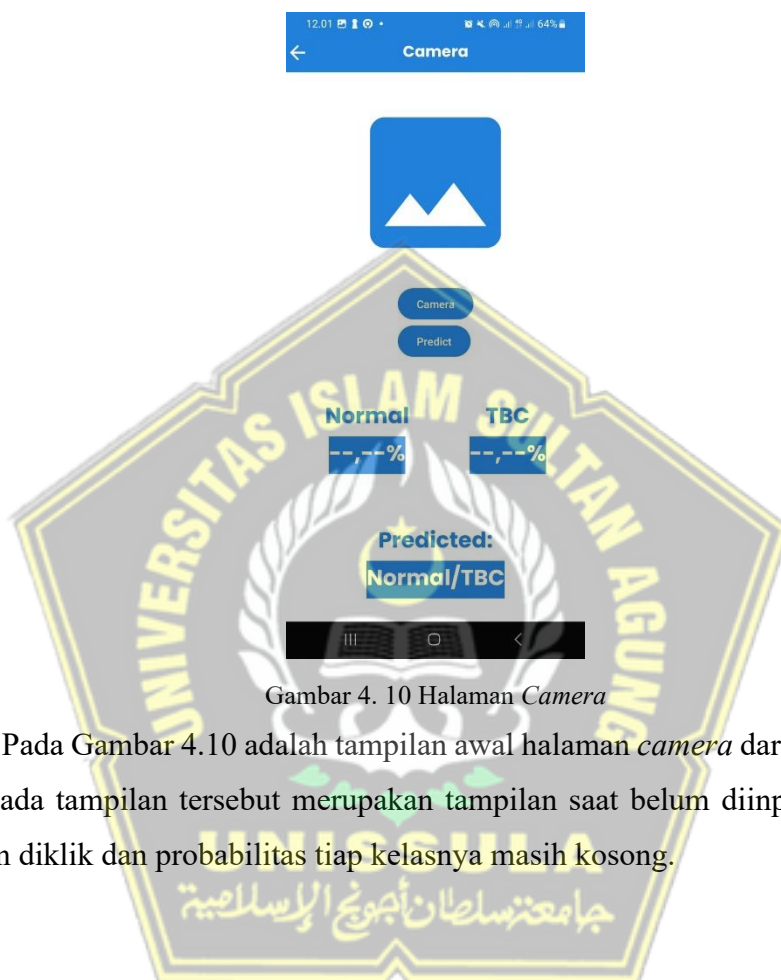 12.01 64%
Camera
Camera
Predict
Normal TBC
--,--% --,--%
Predicted:
Normal/TBC
Gambar 4. 10 Halaman Camera
Pada Gambar 4.10 adalah tampilan awal halaman camera dar
ada tampilan tersebut merupakan tampilan saat belum diinp
n diklik dan probabilitas tiap kelasnya masih kosong.
UNIVERSITAS ISLAM SULTAN AGUNG
UNISSULA
جامعتنسلطان أجونج الإسلامية